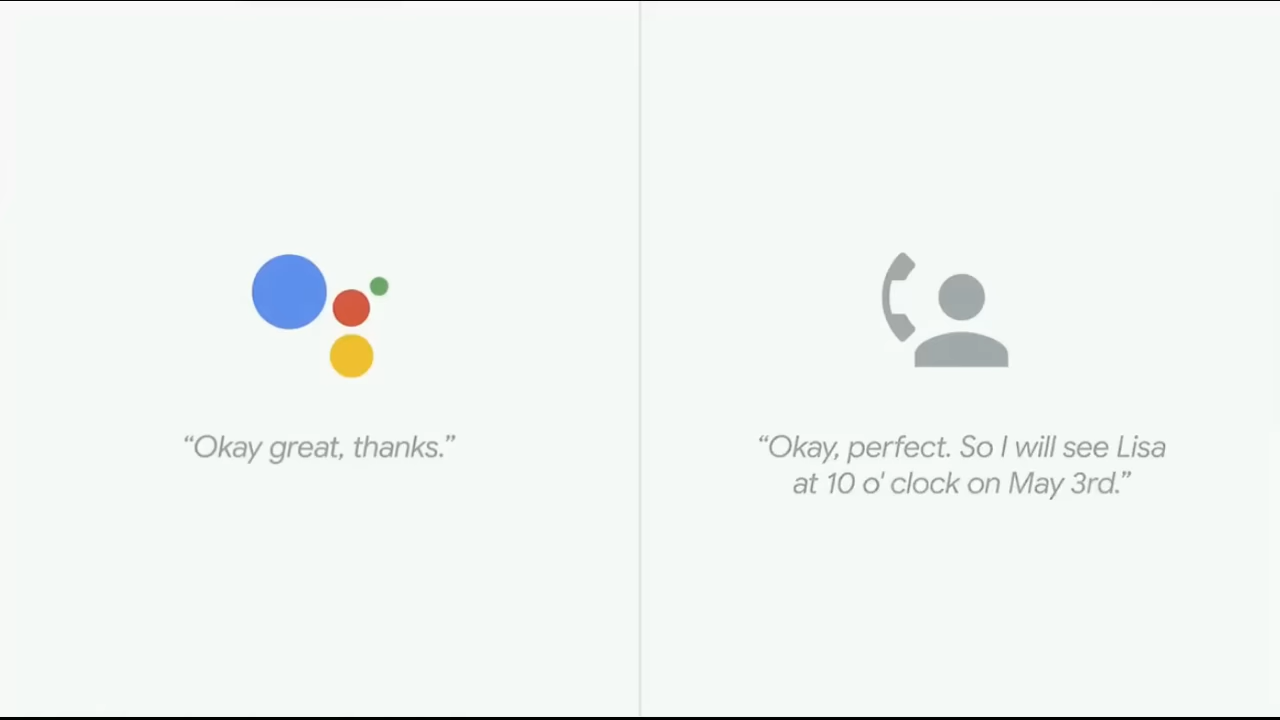 “Okay great, thanks.”
“Okay, perfect. So I will see Lisa
at 10 o' clock on May 3rd.”